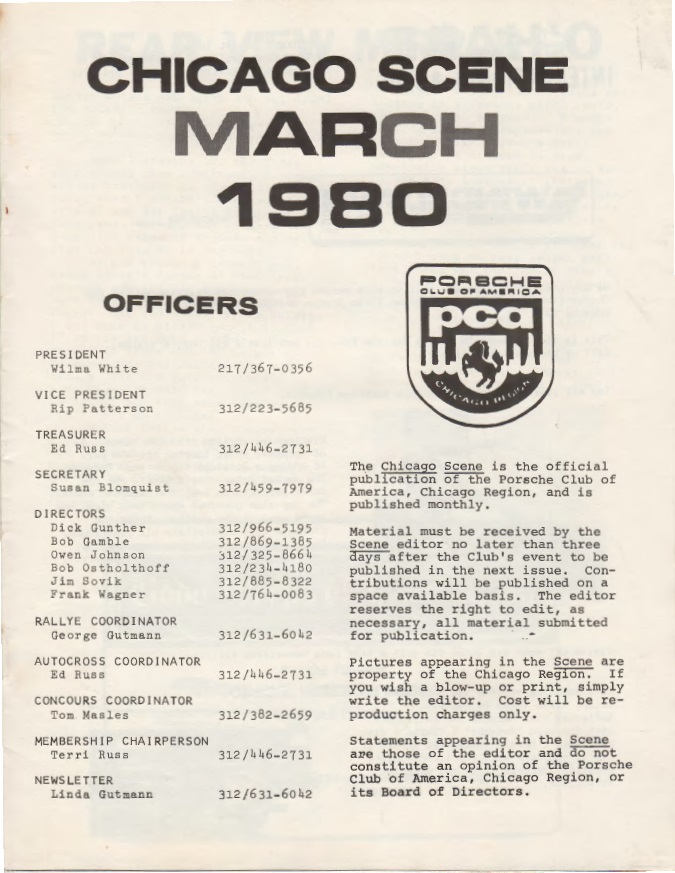 CHICAGO SCENE
MARCH
1980
OFFICERS
PRESIDENT
Wilma White 217/367-0356
VICE PRESIDENT
Rip Patterson 312/223-5685
TREASURER
Ed Russ 312/446-2731
SECRETARY
Susan Blomquist 312/459-7979
DIRECTORS
Dick Gunther 312/966-5195
Bob Gamble 312/869-1385
Owen Johnson 312/325-8664
Bob Ostholthoff 312/234-4180
Jim Sovik 312/885-8322
Frank Wagner 312/764-0083
RALLYE COORDINATOR
George Gutmann 312/631-6042
AUTOCROSS COORDINATOR
Ed Russ 312/446-2731
CONCOURS COORDINATOR
Tom Masles 312/382-2659
MEMBERSHIP CHAIRPERSON
Terri Russ 312/446-2731
NEWSLETTER
Linda Gutmann 312/631-6042
PORSCHE
CLUB OF AMERICA
pca
CHICAGO REGION
The Chicago Scene is the official
publication of the Porsche Club of
America, Chicago Region, and is
published monthly.
Material must be received by the
Scene editor no later than three
days after the Club's event to be
published in the next issue. Con-
tributions will be published on a
space available basis. The editor
reserves the right to edit, as
necessary, all material submitted
for publication.
Pictures appearing in the Scene are
property of the Chicago Region. If
you wish a blow-up or print, simply
write the editor. Cost will be re-
production charges only.
Statements appearing in the Scene
are those of the editor and do not
constitute an opinion of the Porsche
Club of America, Chicago Region, or
its Board of Directors.